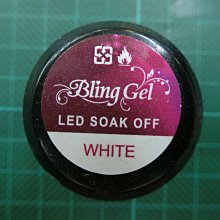 Bling Gel
LED SOAK OFF
WHITE